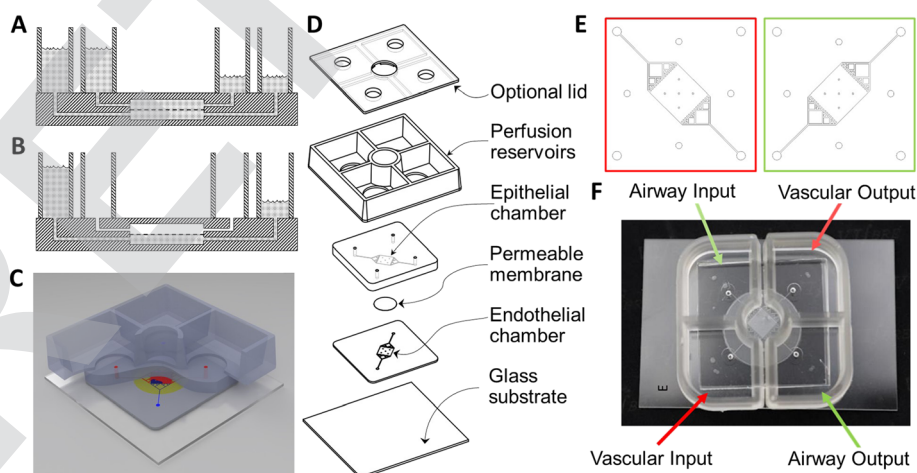 A
B
C
D
Optional lid
Perfusion
reservoirs
Epithelial
chamber
Permeable
membrane
Endothelial
chamber
Glass
substrate
E
F
Airway Input
Vascular Output
E
Vascular Input
Airway Output